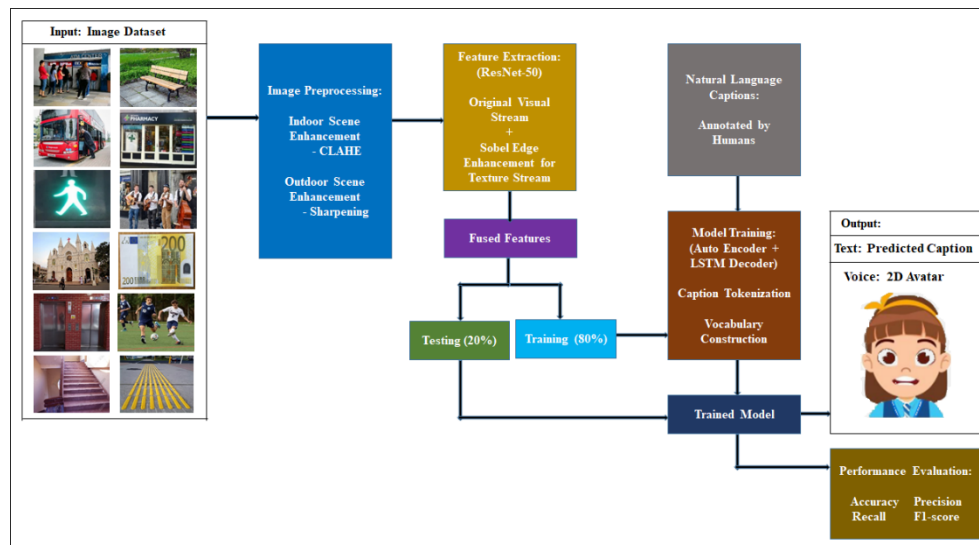 Input: Image Dataset
PHARMACY
200
200
Image Preprocessing:
Indoor Scene
Enhancement
- CLAHE
Outdoor Scene
Enhancement
- Sharpening
Feature Extraction:
(ResNet-50)
Original Visual
Stream
+
Sobel Edge
Enhancement for
Texture Stream
Fused Features
Testing (20%)
Training (80%)
Natural Language
Captions:
Annotated by
Humans
Model Training:
(Auto Encoder +
LSTM Decoder)
Caption Tokenization
Vocabulary
Construction
Trained Model
Output:
Text: Predicted Caption
Voice: 2D Avatar
Performance Evaluation:
Accuracy Precision
Recall F1-score